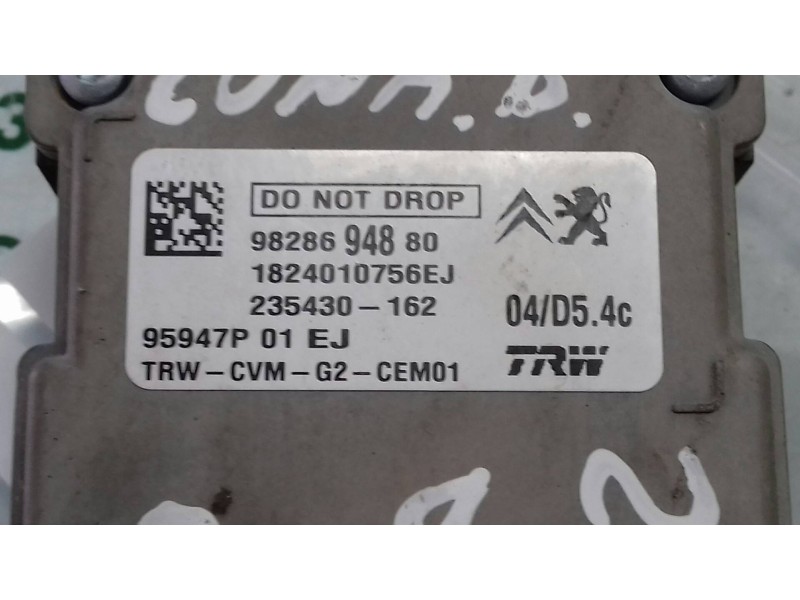 CUNA.D.
DO NOT DROP
98286 948 80
1824010756EJ
235430-162
04/D5.4c
95947P 01 EJ
TRW
TRW-CVM-G2-CEM01